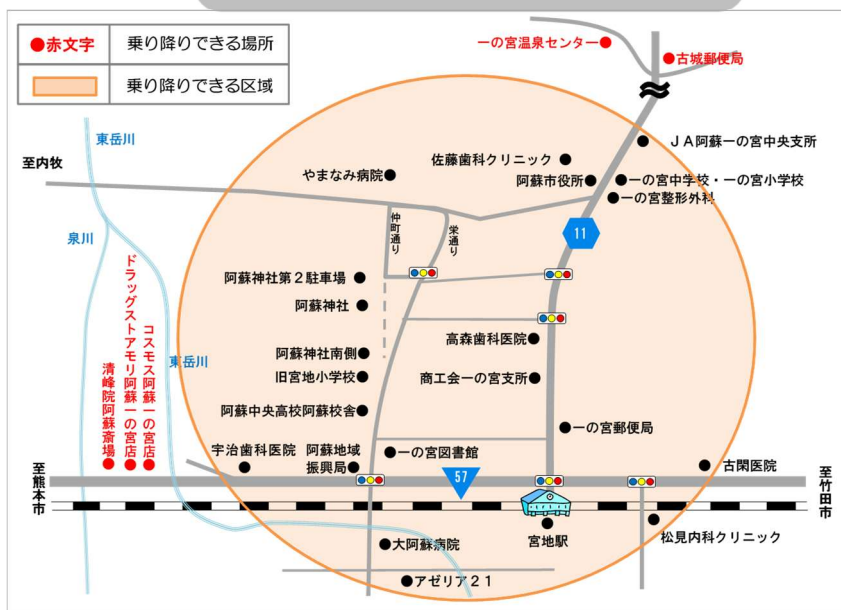 ●赤文字
乗り降りできる場所
乗り降りできる区域
一の宮温泉センター
古城郵便局
東岳川
至内牧
ＪＡ阿蘇一の宮中央支所
佐藤歯科クリニック
やまなみ病院
阿蘇市役所
一の宮中学校・一の宮小学校
一の宮整形外科
仲町通り
栄通り
11
泉川
阿蘇神社第２駐車場
阿蘇神社
高森歯科医院
阿蘇神社南側
東岳川
旧宮地小学校
商工会一の宮支所
コスモス阿蘇一の宮店
ドラッグストアモリ阿蘇一の宮店
清峰院阿蘇斎場
阿蘇中央高校阿蘇校舎
一の宮郵便局
宇治歯科医院
阿蘇地域
振興局
一の宮図書館
古閑医院
至熊本市
57
至竹田市
宮地駅
松見内科クリニック
大阿蘇病院
アゼリア２１